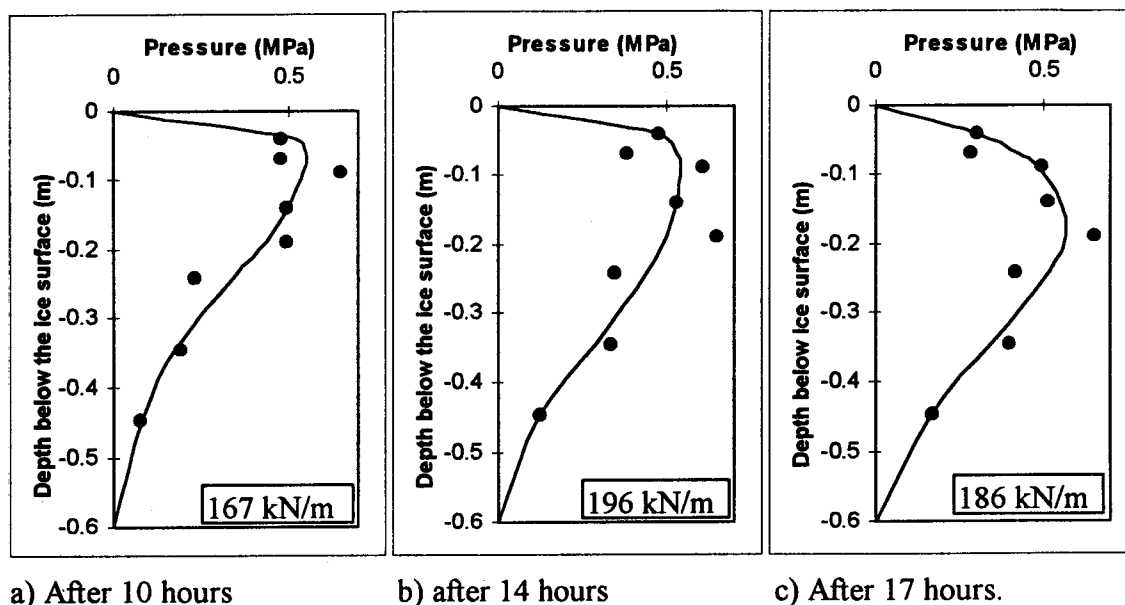 Pressure (MPa)
0 0.5
0
-0.1
-0.2
-0.3
-0.4
-0.5
-0.6
Depth below the ice surface (m)
167 kN/m
a) After 10 hours
Pressure (MPa)
0 0.5
0
-0.1
-0.2
-0.3
-0.4
-0.5
-0.6
Depth below the ice surface (m)
196 kN/m
b) after 14 hours
Pressure (MPa)
0 0.5
0
-0.1
-0.2
-0.3
-0.4
-0.5
-0.6
Depth below ice surface (m)
186 kN/m
c) After 17 hours.